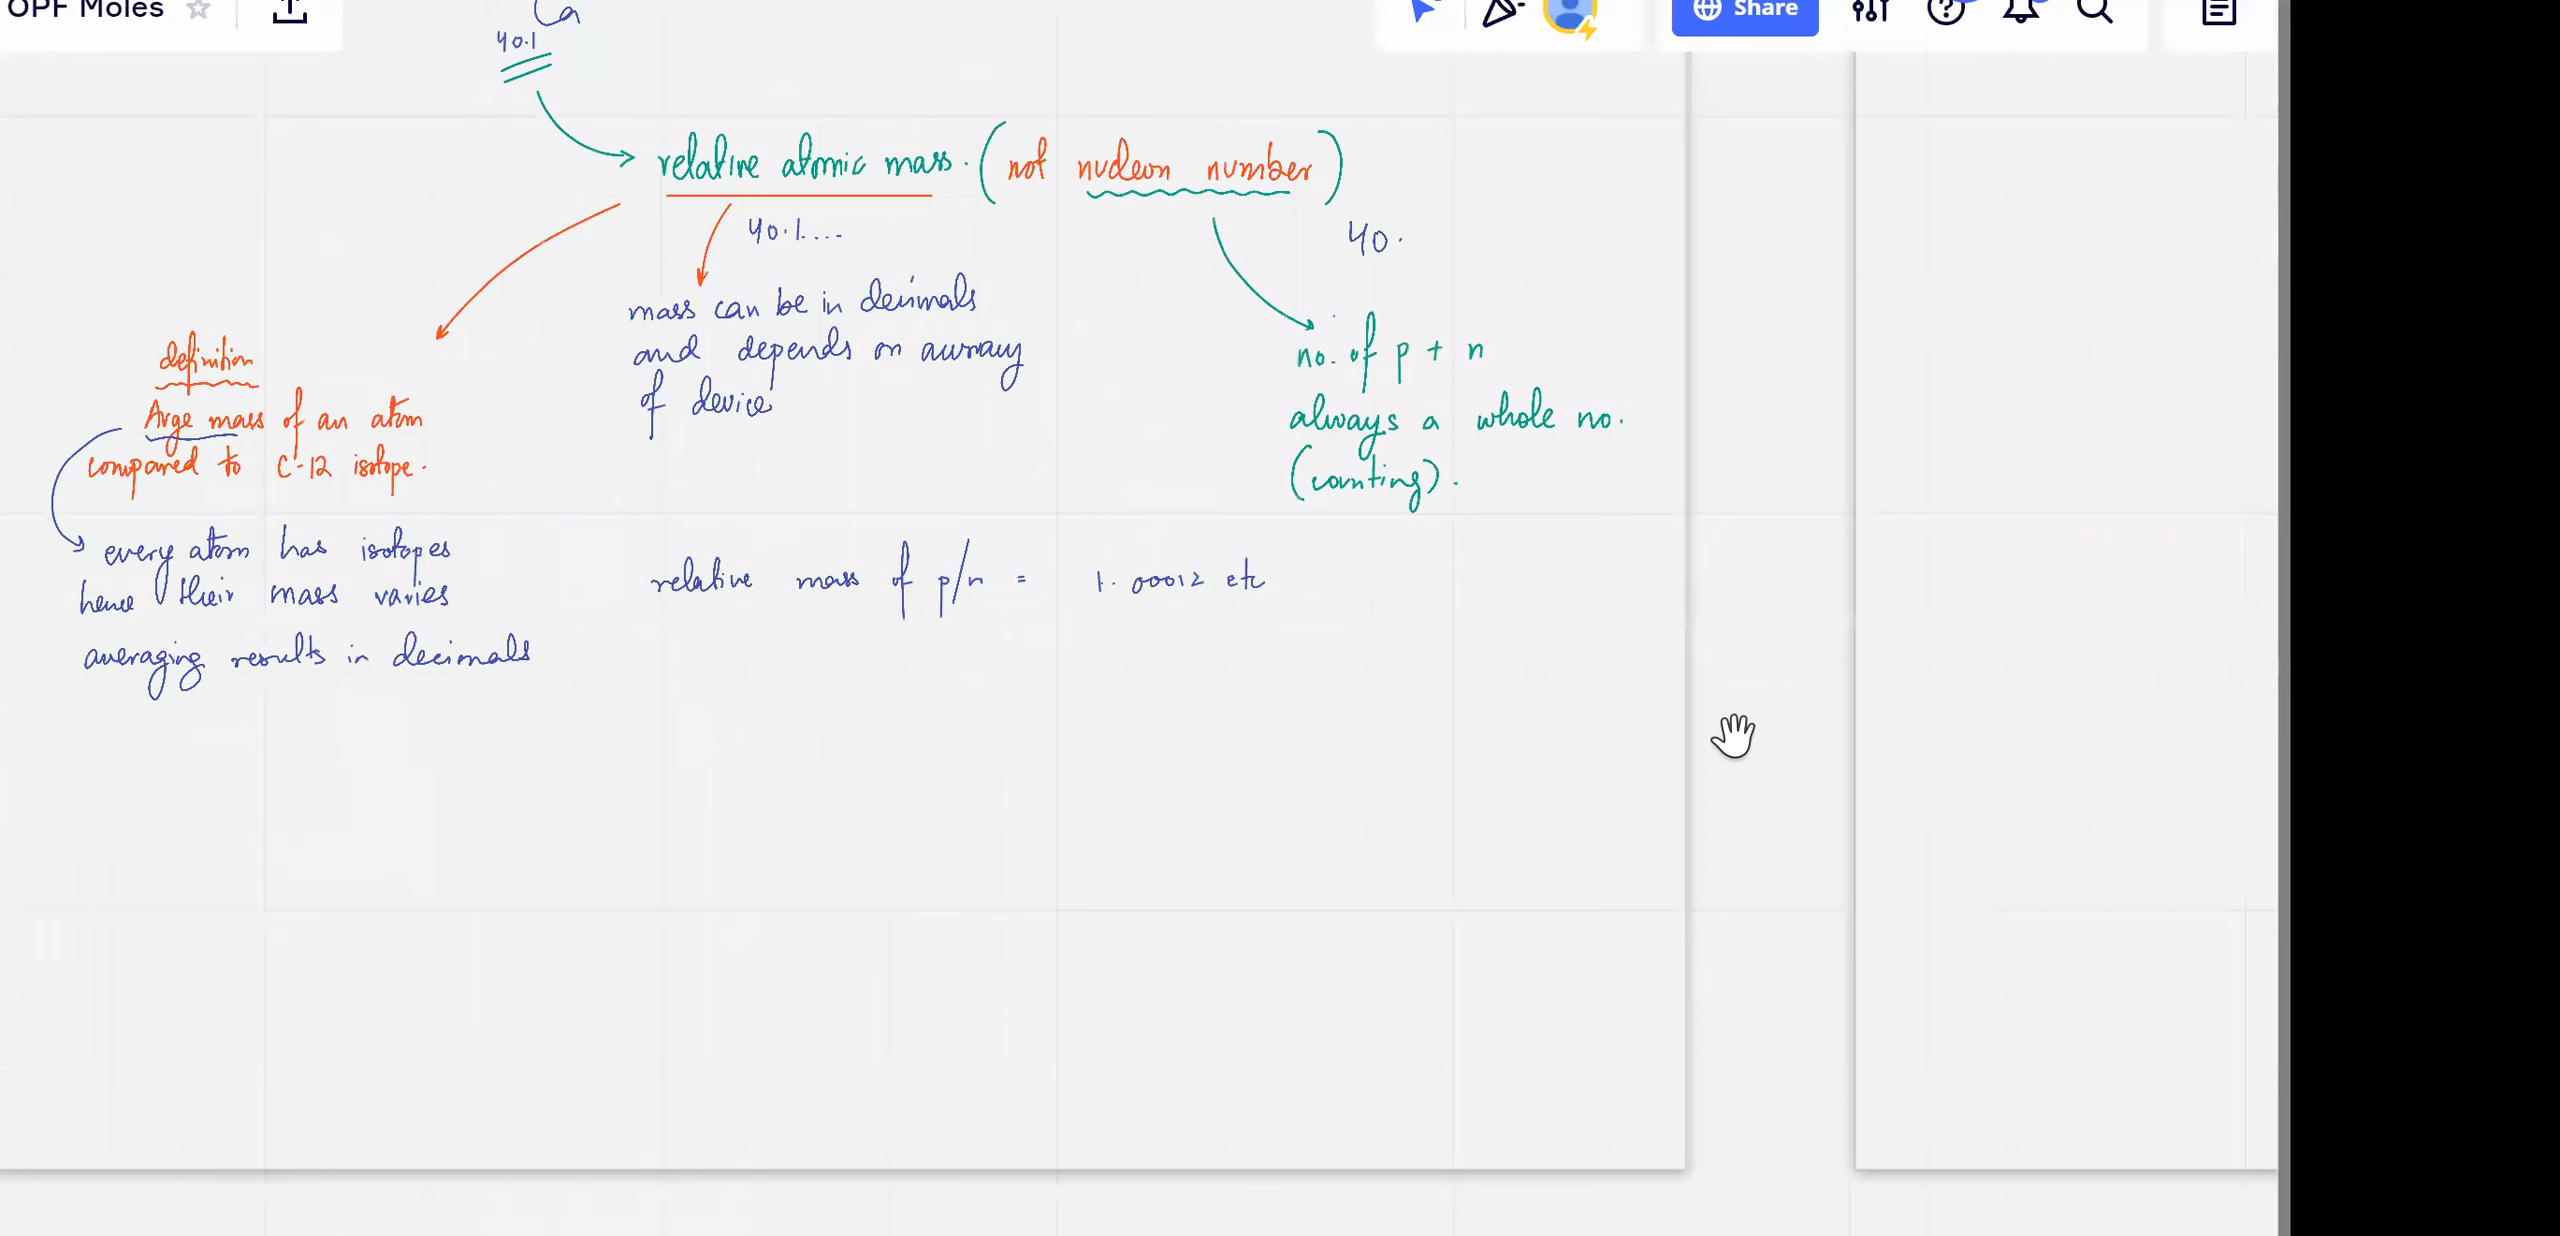 OPF Moles
Share
Ca
40.1
relative atomic mass. (not nucleon number)
40.1....
40.
mass can be in decimals
and depends on accuracy
of device
no. of p + n
always a whole no.
(counting).
definition
Avge mass of an atom
compared to C-12 isotope.
every atom has isotopes
hence their mass varies
averaging results in decimals
relative mass of p/n = 1.00012 etc